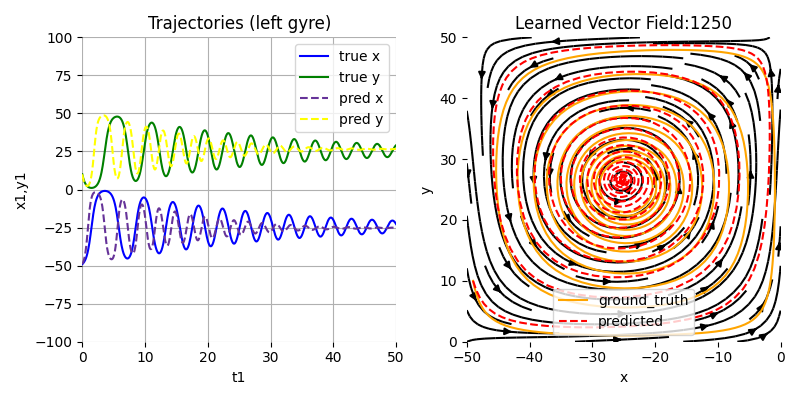 Trajectories (left gyre)
100
75
50
25
0
−25
−50
−75
−100
x1,y1
0
10
20
30
40
50
t1
true x
true y
pred x
pred y
Learned Vector Field:1250
50
40
30
20
10
0
y
−50
−40
−30
−20
−10
0
x
ground_truth
predicted